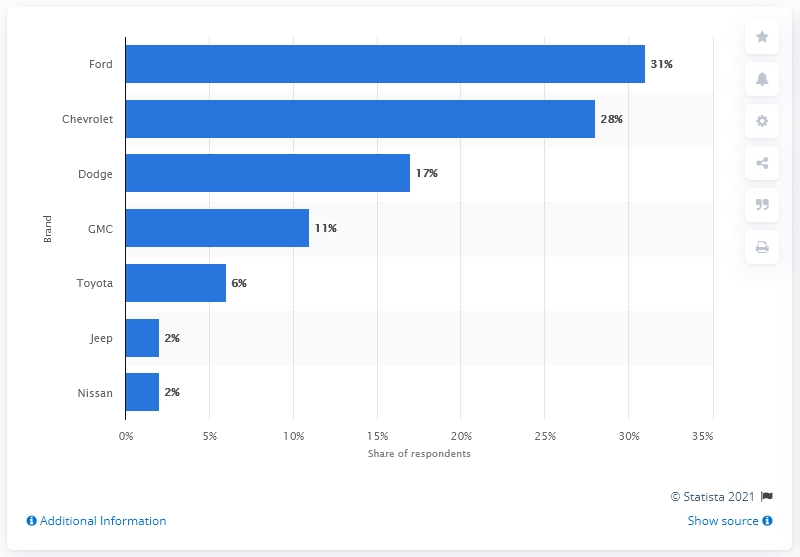 Ford 31%
Chevrolet 28%
Dodge 17%
GMC 11%
Toyota 6%
Jeep 2%
Nissan 2%
Brand
0% 5% 10% 15% 20% 25% 30% 35%
Share of respondents
© Statista 2021
Additional Information Show source